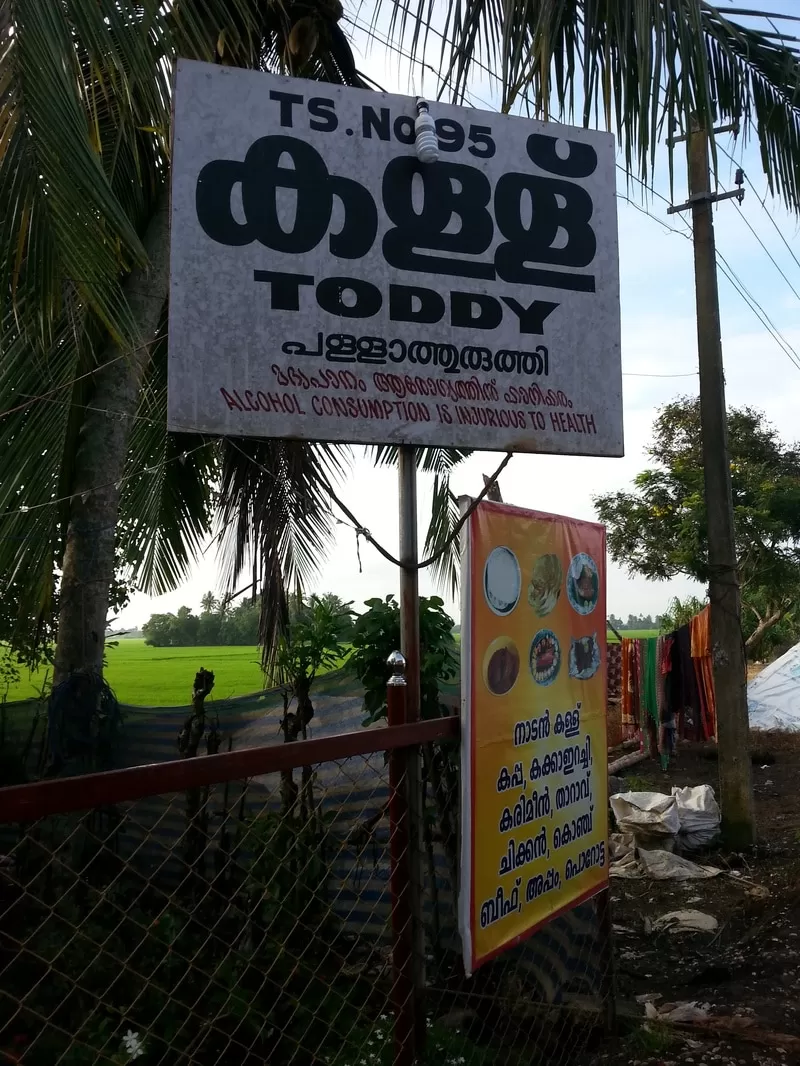 TS.No 95
കള്ള്
TODDY
പള്ളാത്തുരുത്തി
മദ്യപാനം ആരോഗ്യത്തിന് ഹാനികരം
ALCOHOL CONSUMPTION IS INJURIOUS TO HEALTH
നാടൻ കള്ള്
കപ്പ, കക്കാഇറച്ചി,
കരിമീൻ, താറാവ്,
ചിക്കൻ, കൊഞ്ച്
ബീഫ്, അപ്പം, പൊറോട്ട